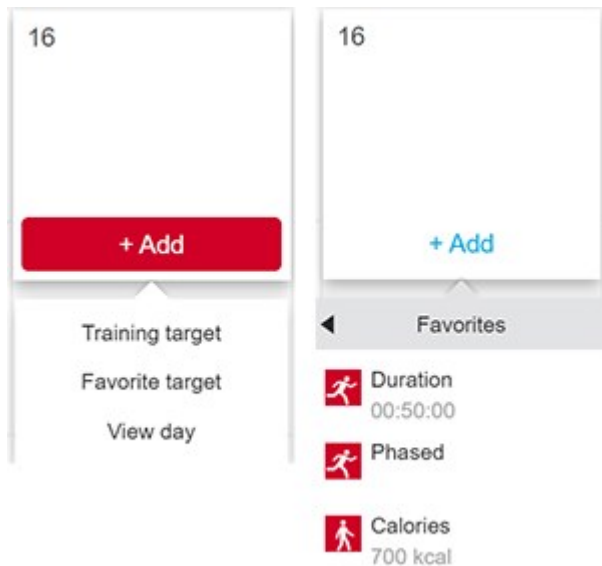 16
+ Add
Training target
Favorite target
View day
16
+ Add
Favorites
Duration
00:50:00
Phased
Calories
700 kcal